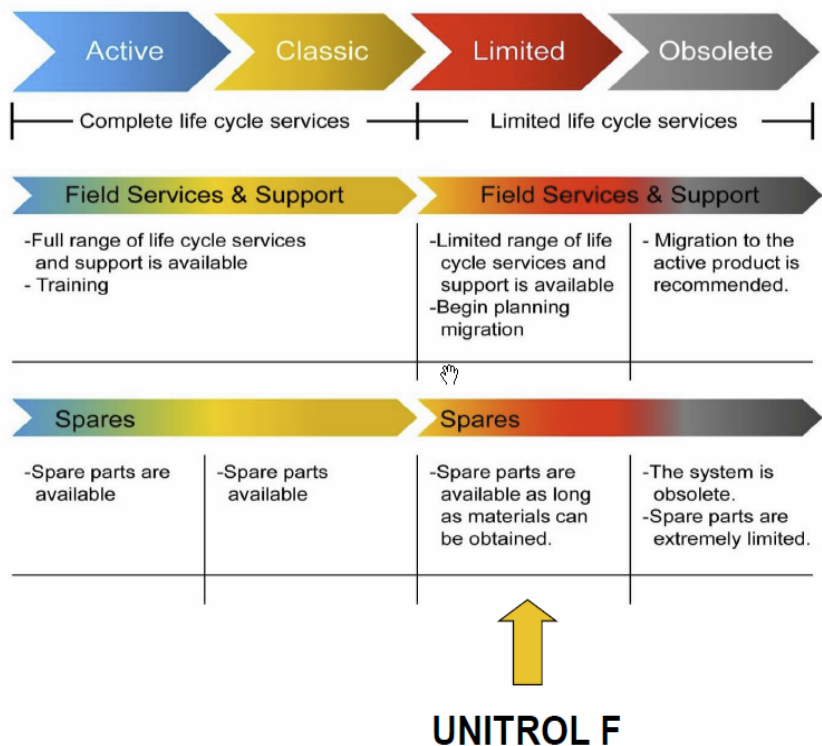 Active
Classic
Limited
Obsolete
Complete life cycle services
Limited life cycle services
Field Services & Support
Field Services & Support
-Full range of life cycle services
and support is available
- Training
-Limited range of life
cycle services and
support is available
-Begin planning
migration
- Migration to the
active product is
recommended.
Spares
Spares
-Spare parts are
available
-Spare parts
available
-Spare parts are
available as long
as materials can
be obtained.
-The system is
obsolete.
-Spare parts are
extremely limited.
UNITROL F